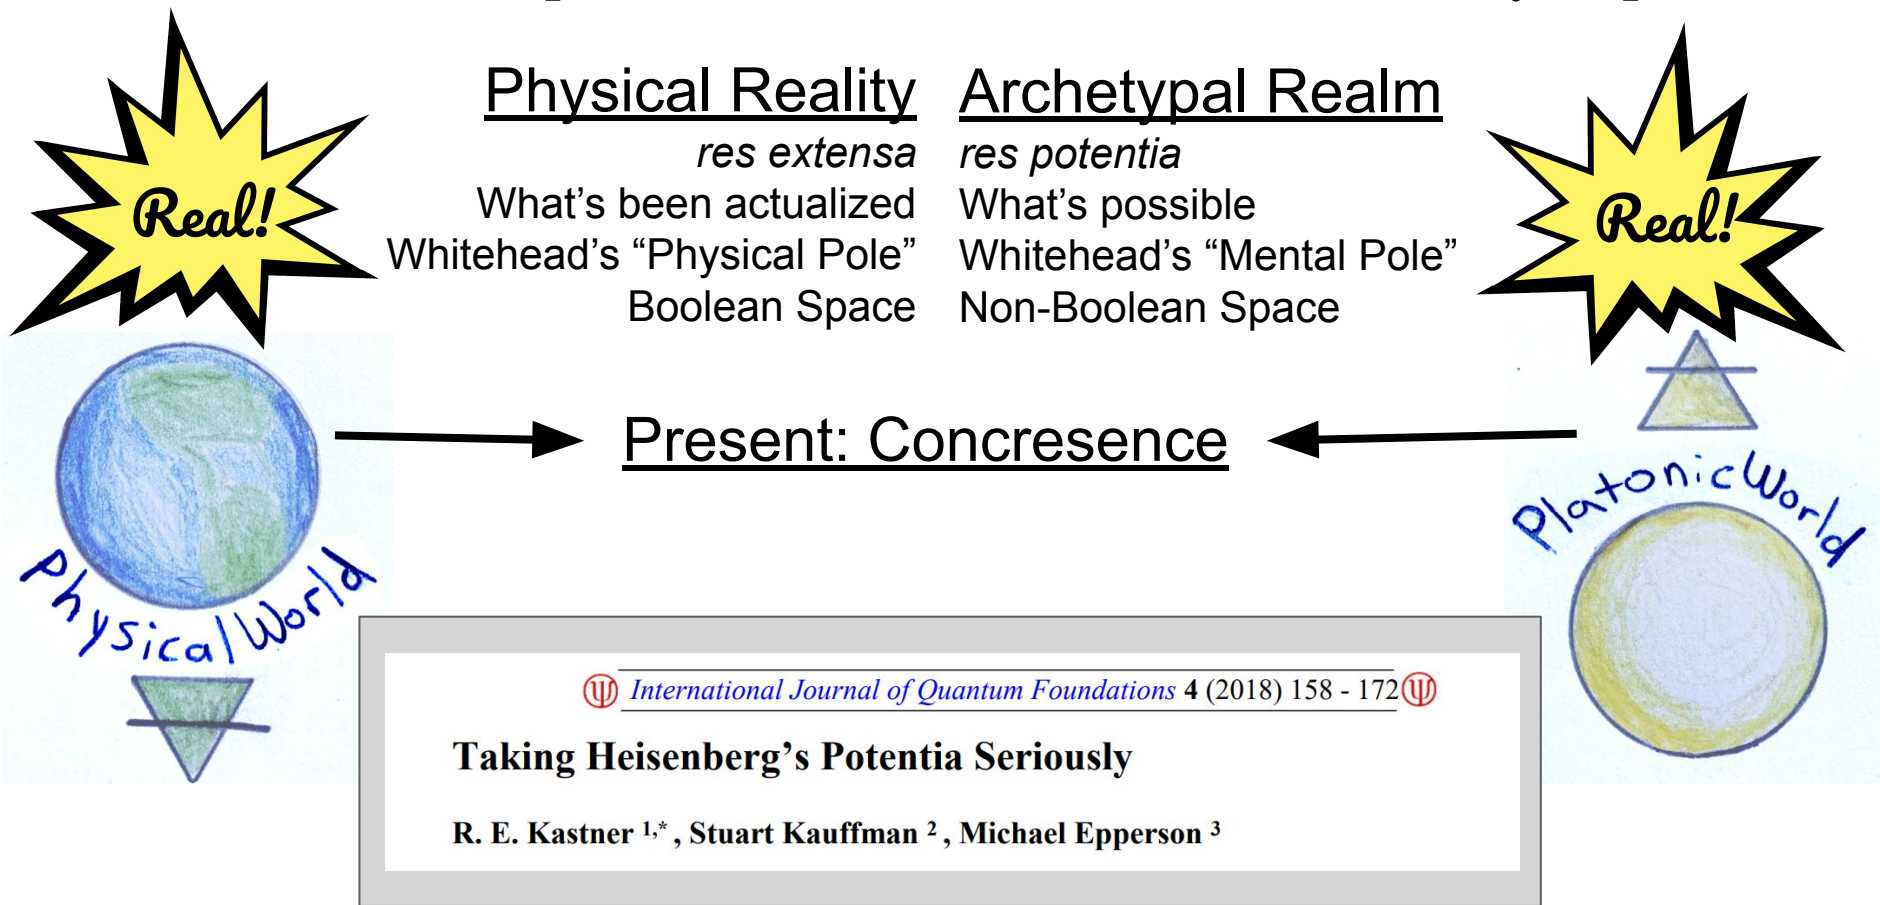 Physical Reality
res extensa
What's been actualized
Whitehead's “Physical Pole”
Boolean Space
Archetypal Realm
res potentia
What's possible
Whitehead's “Mental Pole”
Non-Boolean Space
Real!
Real!
Present: Concresence
Physical World
Platonic World
International Journal of Quantum Foundations 4 (2018) 158 - 172
Taking Heisenberg's Potentia Seriously
R. E. Kastner 1,* , Stuart Kauffman 2 , Michael Epperson 3